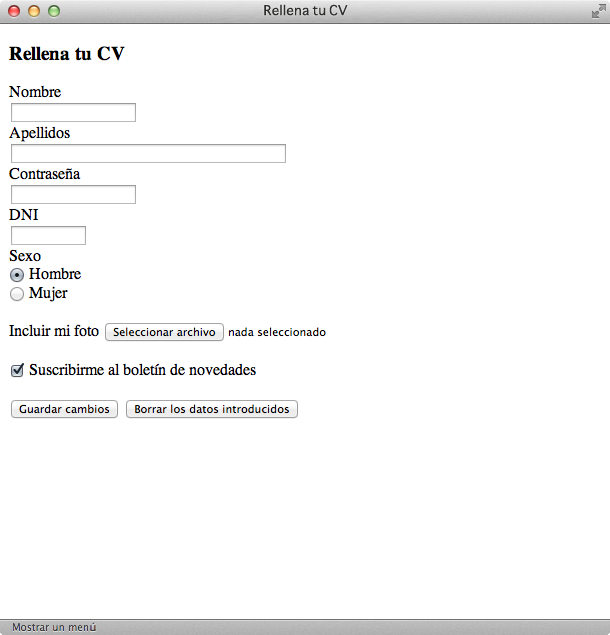 Rellena tu CV
Rellena tu CV
Nombre
Apellidos
Contraseña
DNI
Sexo
Hombre
Mujer
Incluir mi foto Seleccionar archivo nada seleccionado
Suscribirme al boletín de novedades
Guardar cambios Borrar los datos introducidos
Mostrar un menú